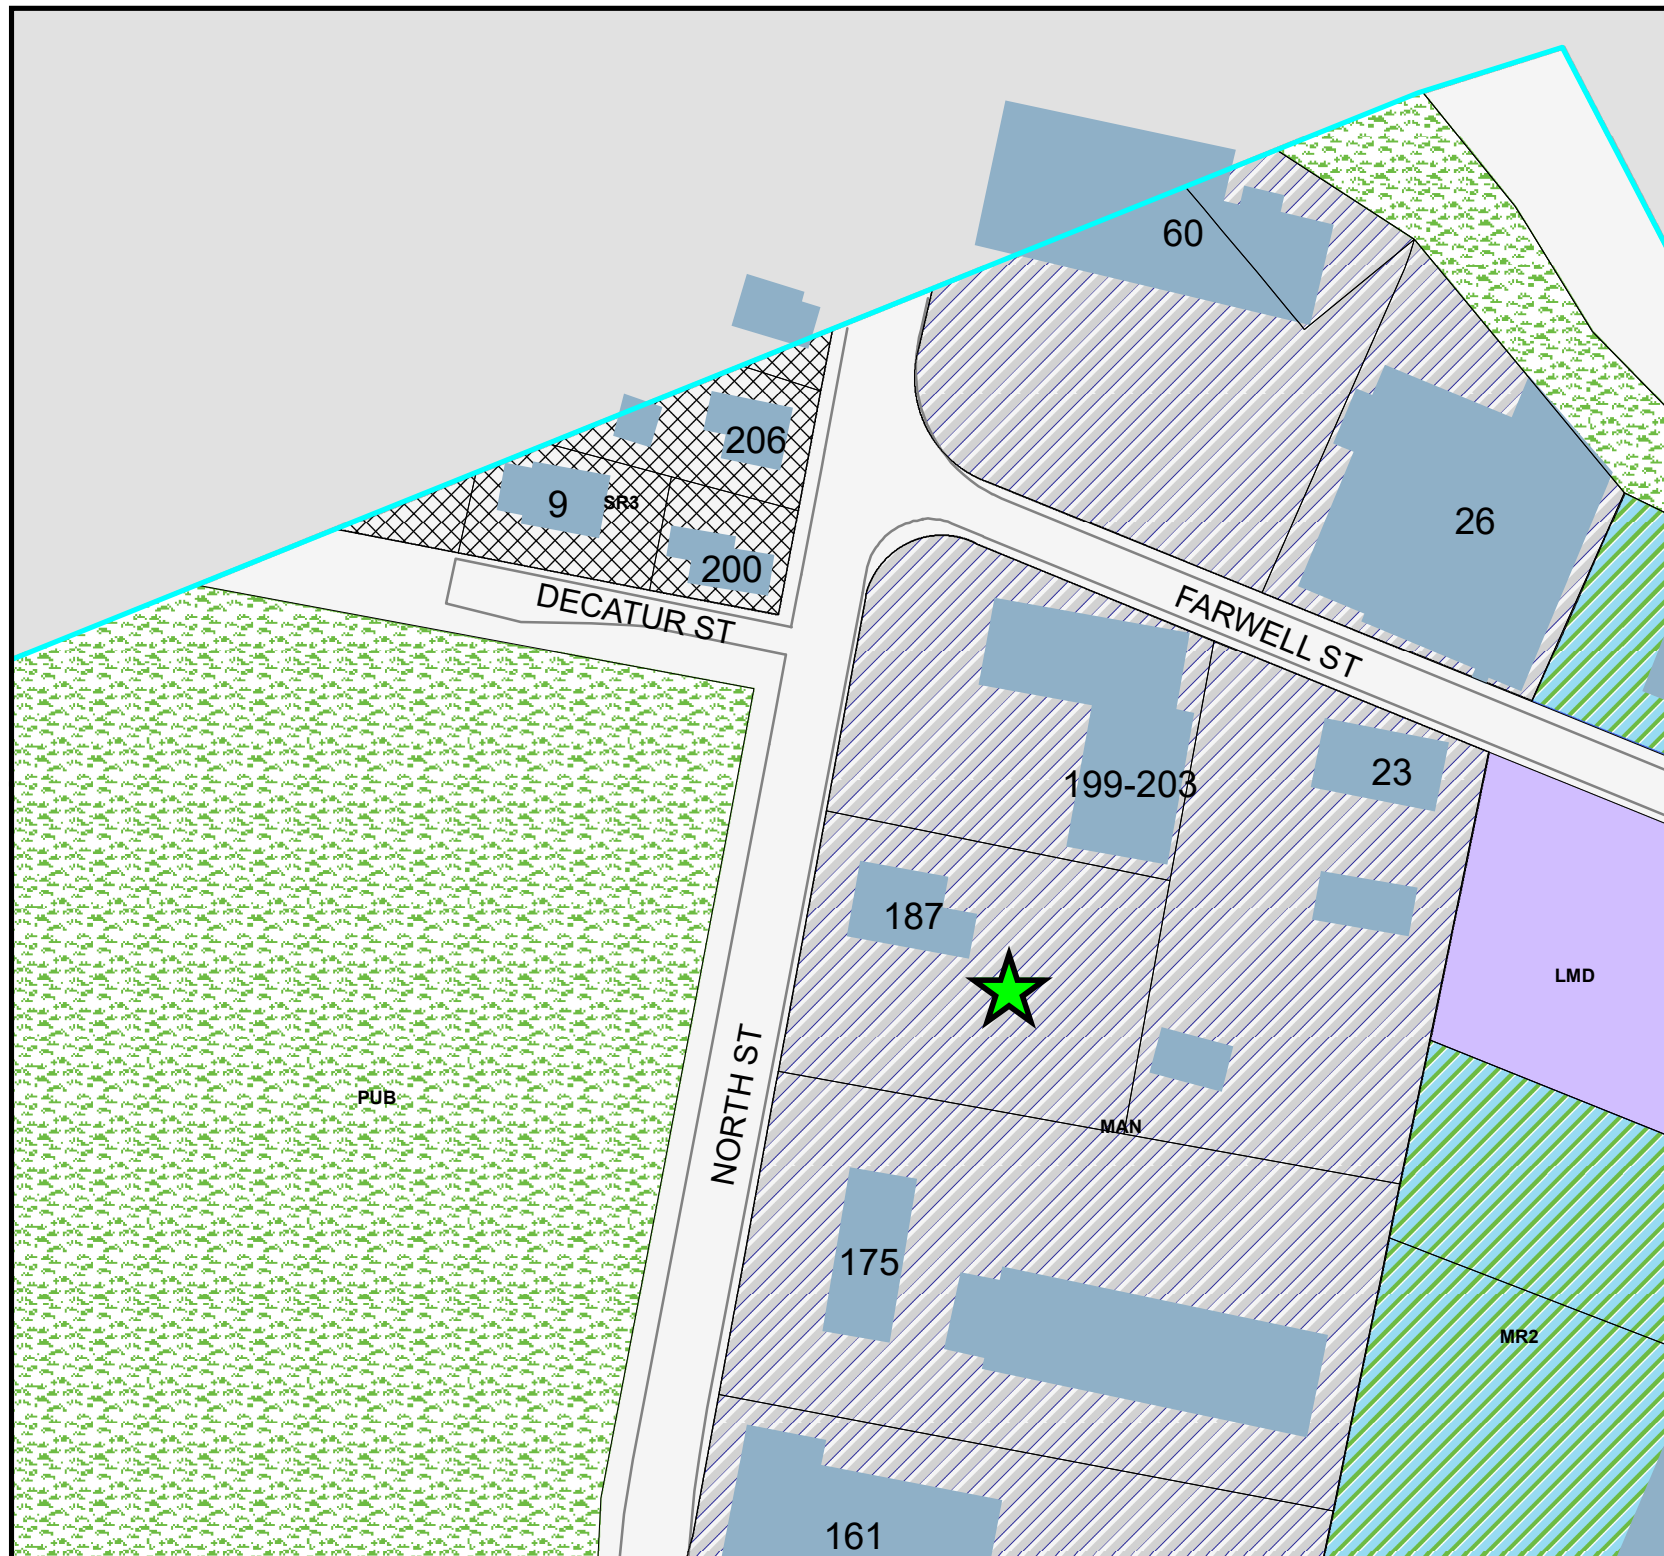 60
206
9
SR3
26
200
DECATUR ST
FARWELL ST
199-203
23
187
LMD
PUB
NORTH ST
MAN
175
MR2
161